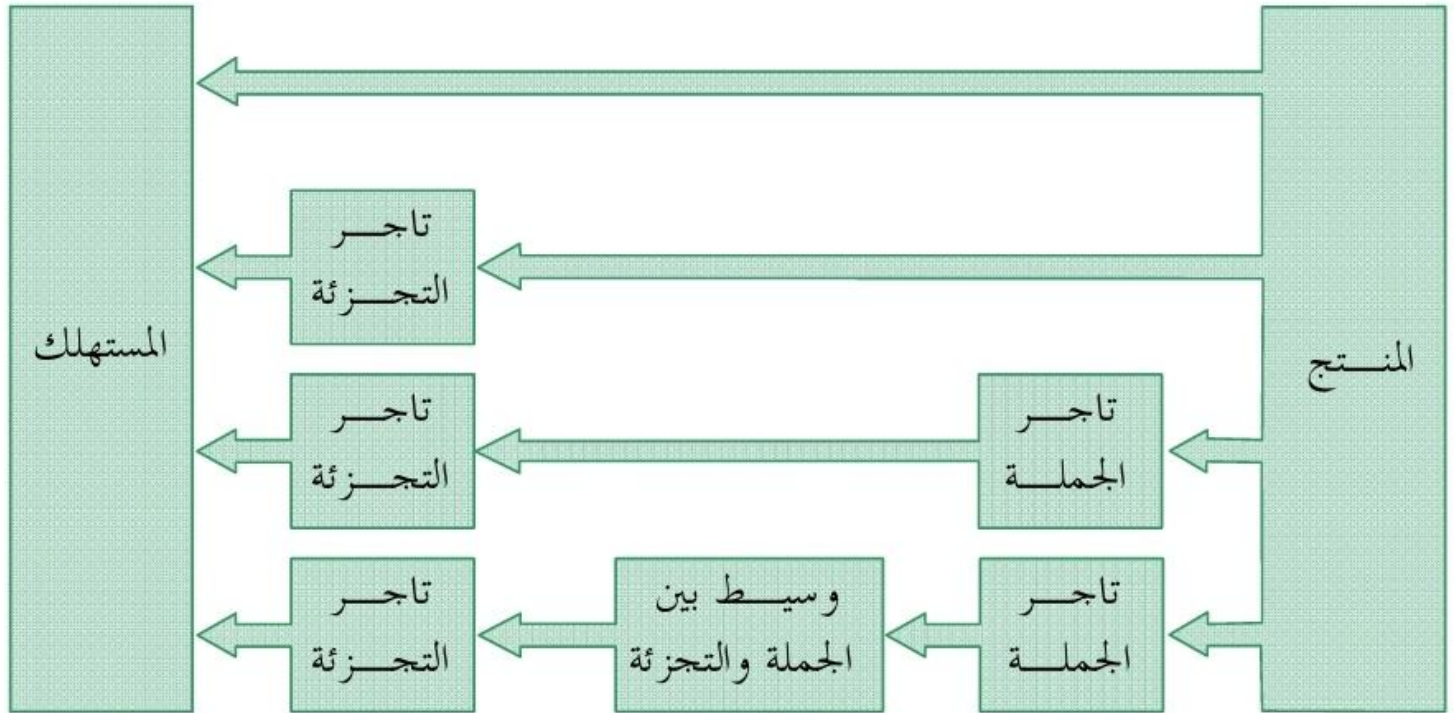 المنتج
تاجر
التجزئة
تاجر
الجملة
تاجر
التجزئة
تاجر
الجملة
وسيط بين
الجملة والتجزئة
تاجر
التجزئة
المستهلك